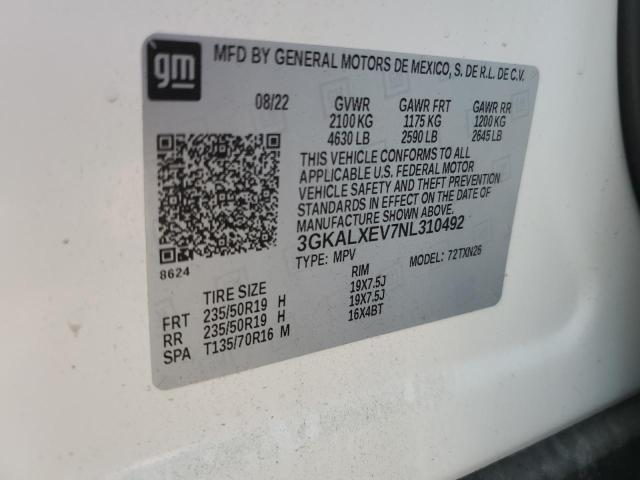 gm
MFD BY GENERAL MOTORS DE MEXICO, S. DE R.L. DE C.V.
08/22 GVWR GAWR FRT GAWR RR
2100 KG 1175 KG 1200 KG
4630 LB 2590 LB 2645 LB
THIS VEHICLE CONFORMS TO ALL
APPLICABLE U.S. FEDERAL MOTOR
VEHICLE SAFETY AND THEFT PREVENTION
STANDARDS IN EFFECT ON THE DATE OF
MANUFACTURE SHOWN ABOVE.
3GKALXEV7NL310492
TYPE: MPV MODEL: 72TXN26
8624
TIRE SIZE RIM
FRT 235/50R19 H 19X7.5J
RR 235/50R19 H 19X7.5J
SPA T135/70R16 M 16X4BT